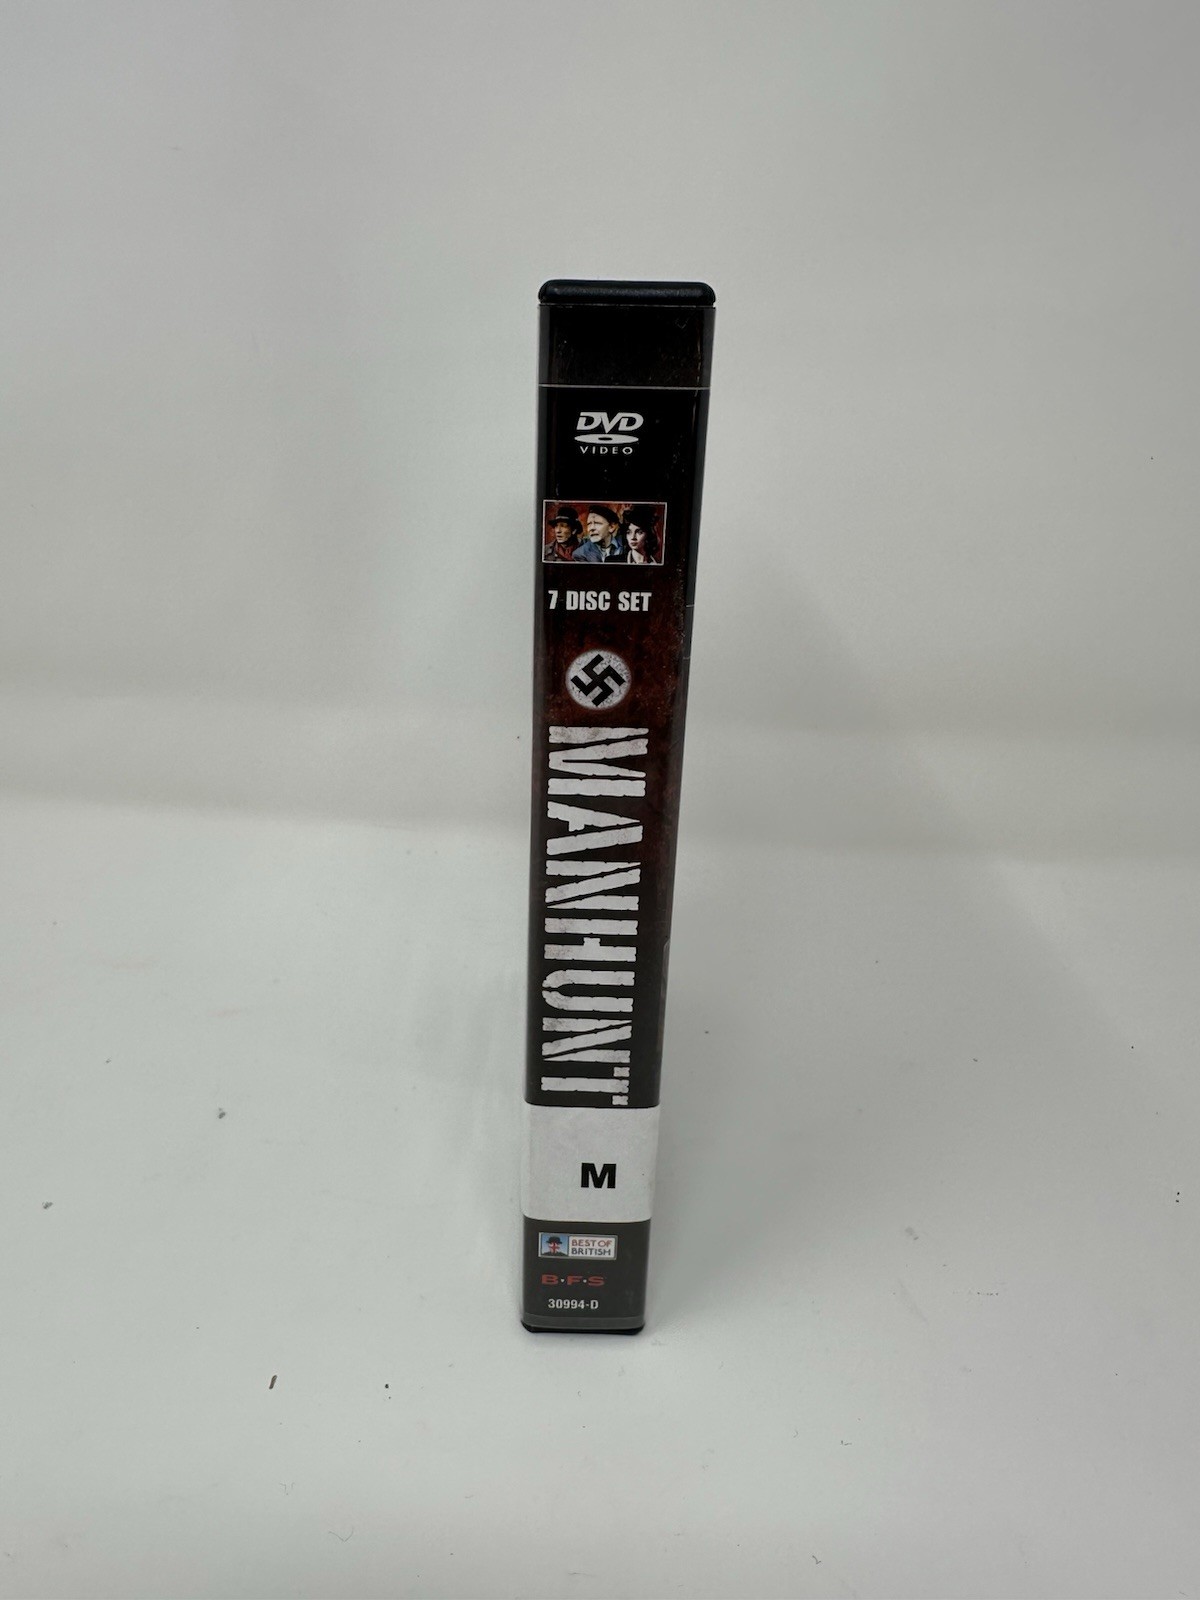 DVD
VIDEO
7 DISC SET
MANHUNT
M
BEST OF
BRITISH
B·F·S
30994-D